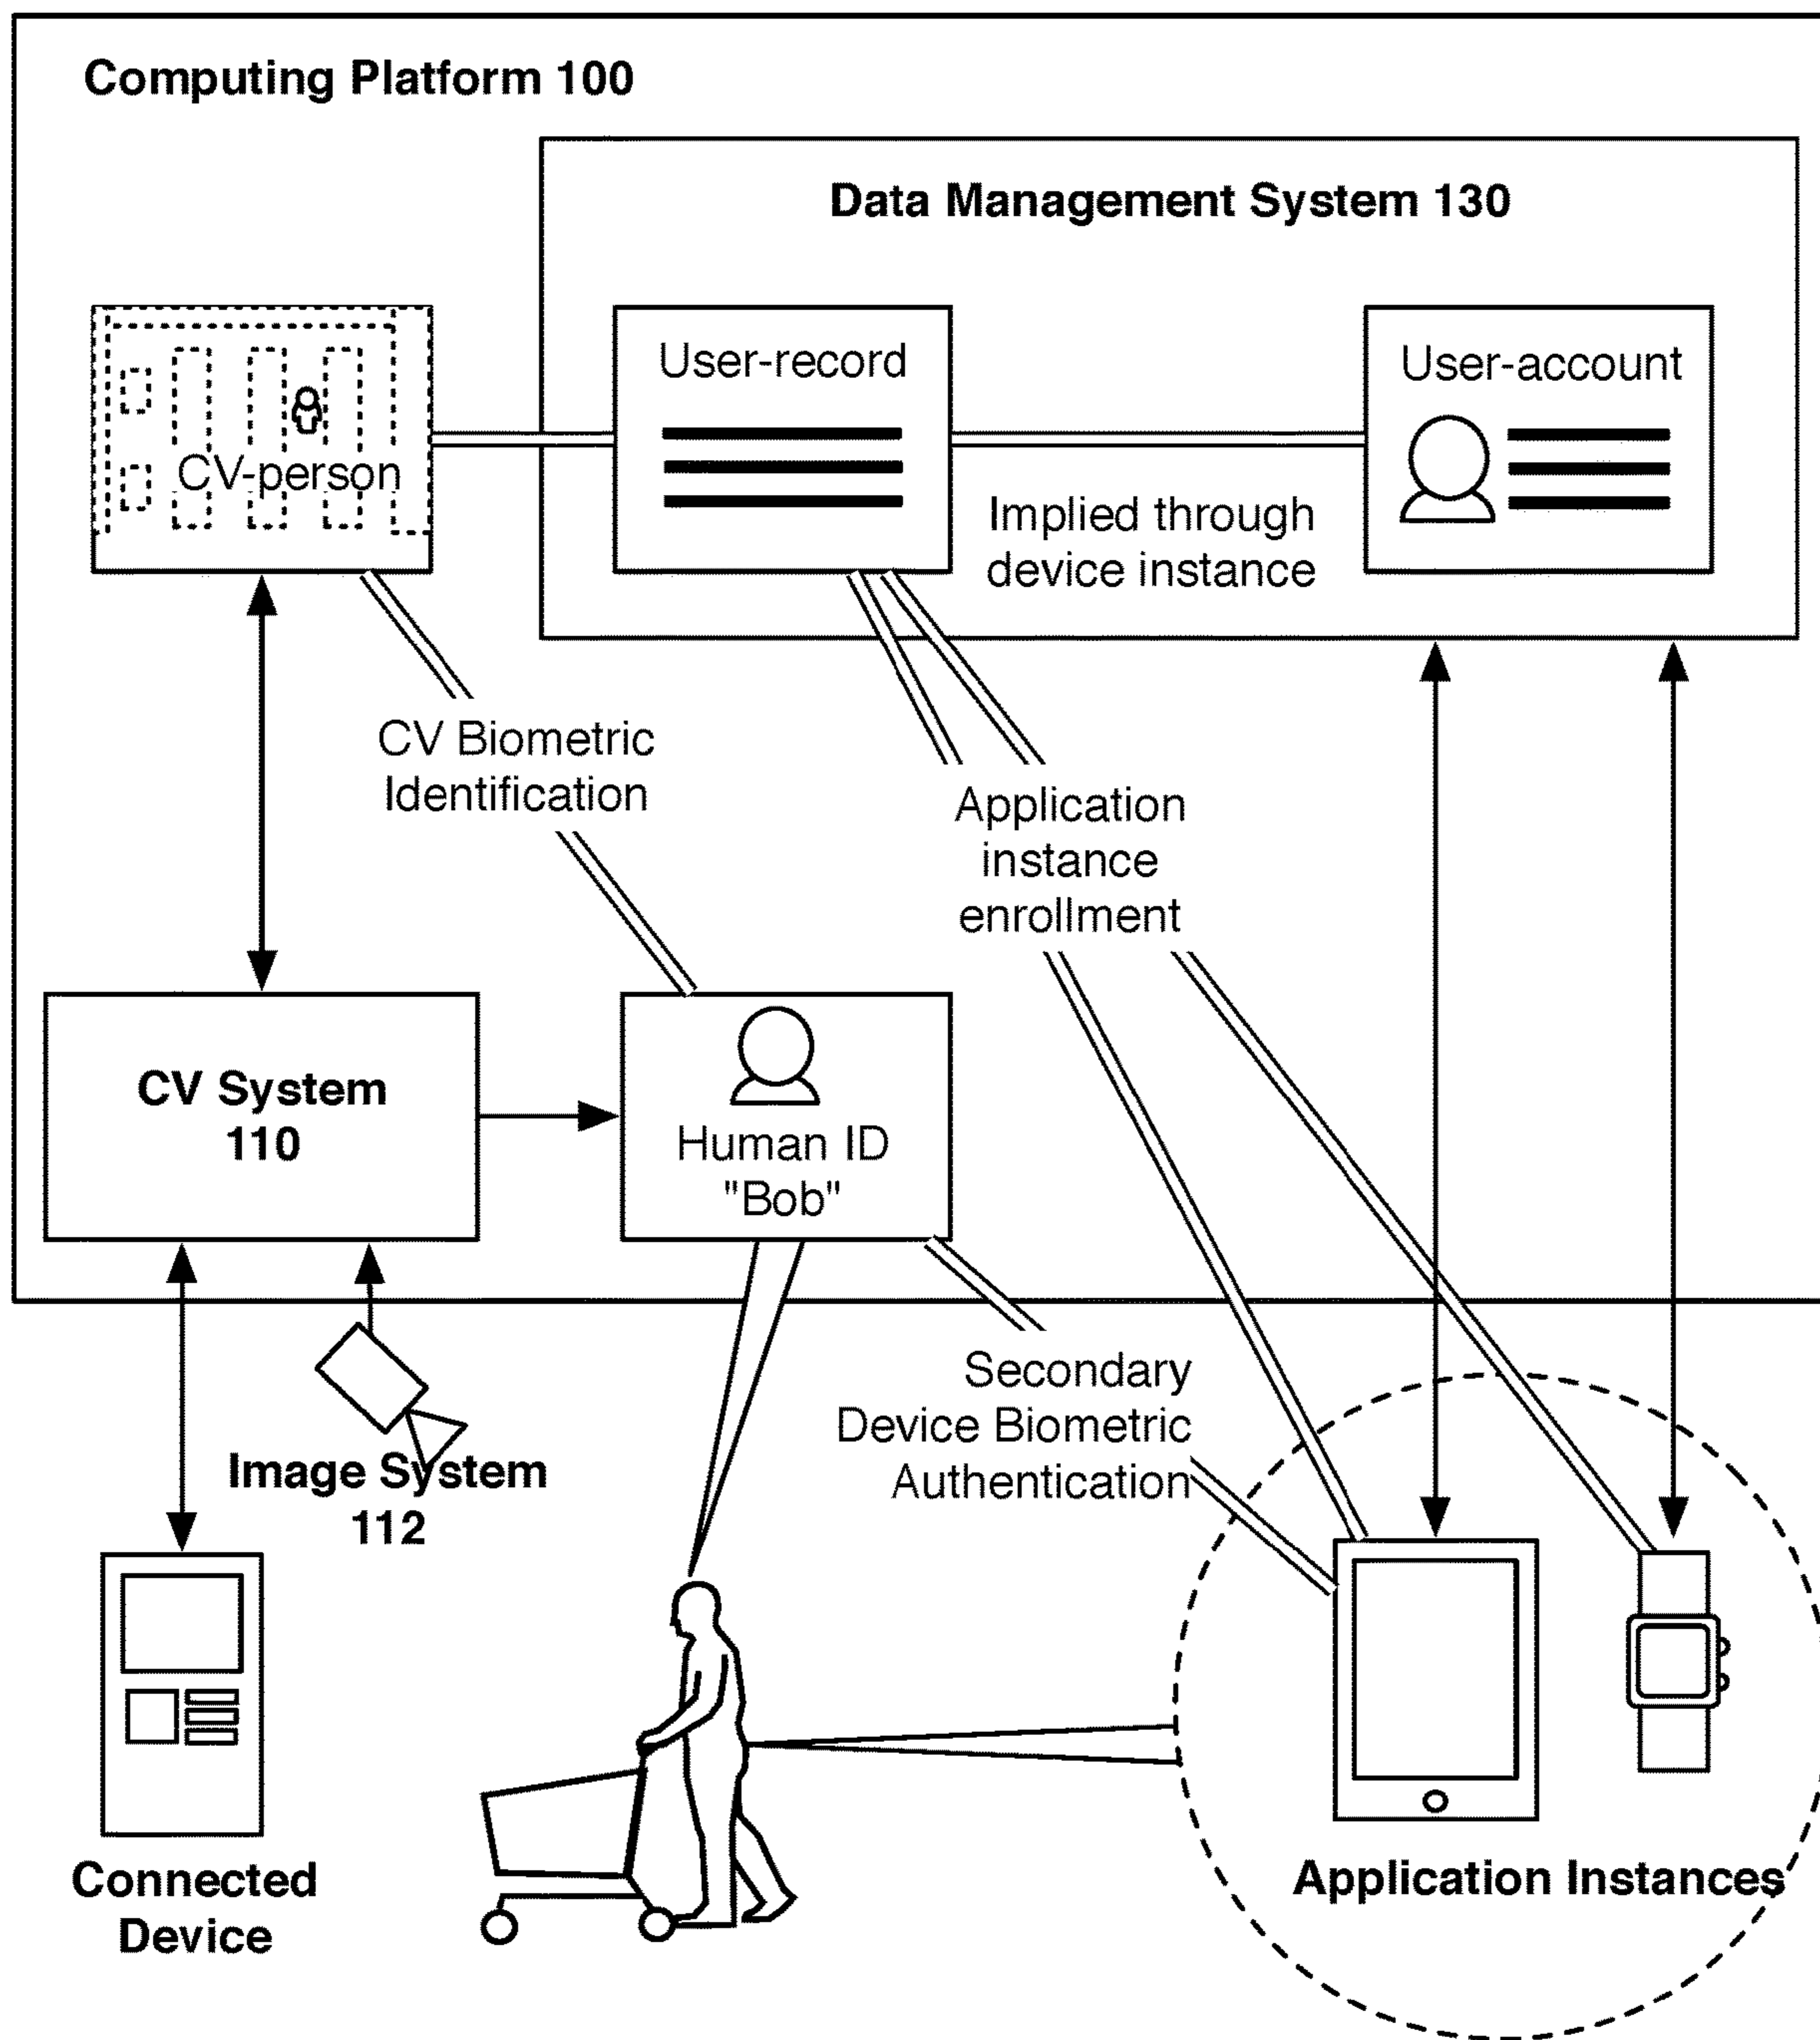 Computing Platform 100
Data Management System 130
User-record
User-account
CV-person
Implied through
device instance
CV Biometric
Identification
Application
instance
enrollment
CV System
110
Human ID
"Bob"
Secondary
Device Biometric
Authentication
Image System
112
Connected
Device
Application Instances